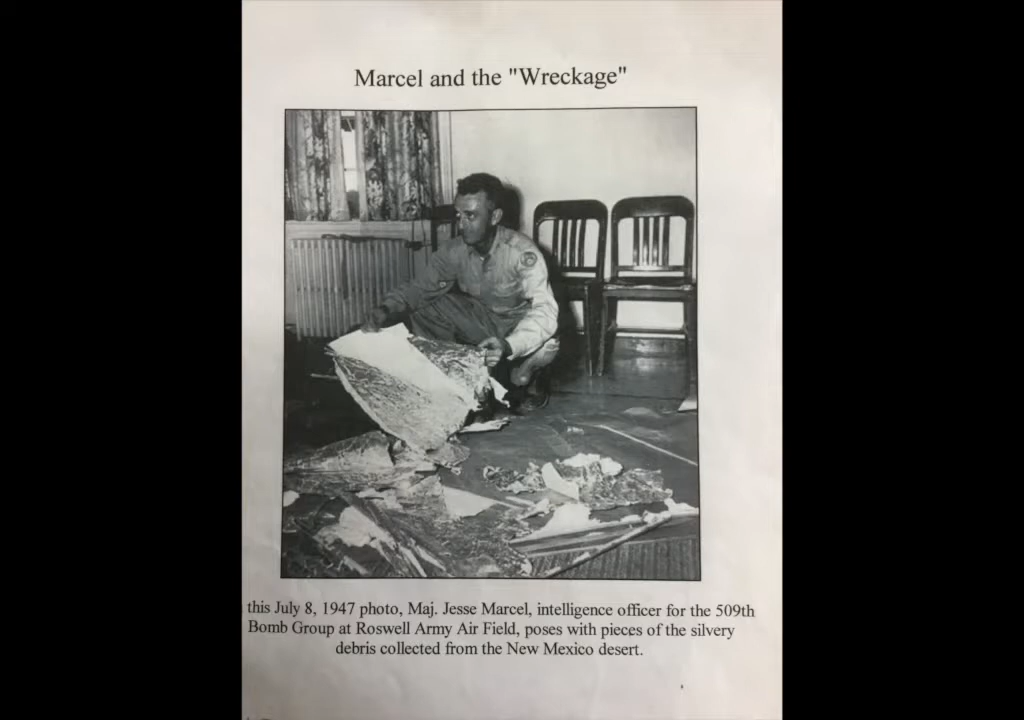 Marcel and the "Wreckage"
this July 8, 1947 photo, Maj. Jesse Marcel, intelligence officer for the 509th
Bomb Group at Roswell Army Air Field, poses with pieces of the silvery
debris collected from the New Mexico desert.